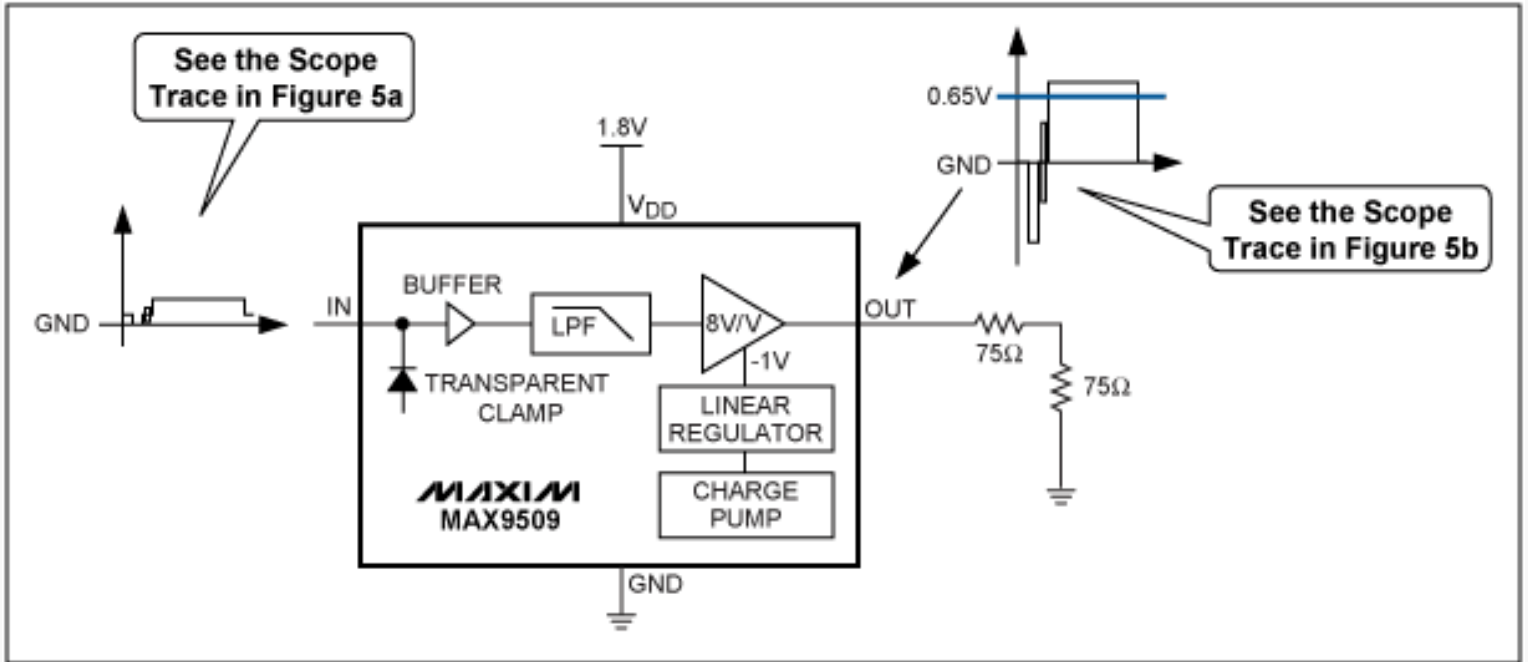 See the Scope
Trace in Figure 5a
GND
1.8V
VDD
IN
BUFFER
LPF
8V/V
-1V
TRANSPARENT
CLAMP
LINEAR
REGULATOR
CHARGE
PUMP
MAXIM
MAX9509
GND
OUT
75Ω
75Ω
0.65V
GND
See the Scope
Trace in Figure 5b